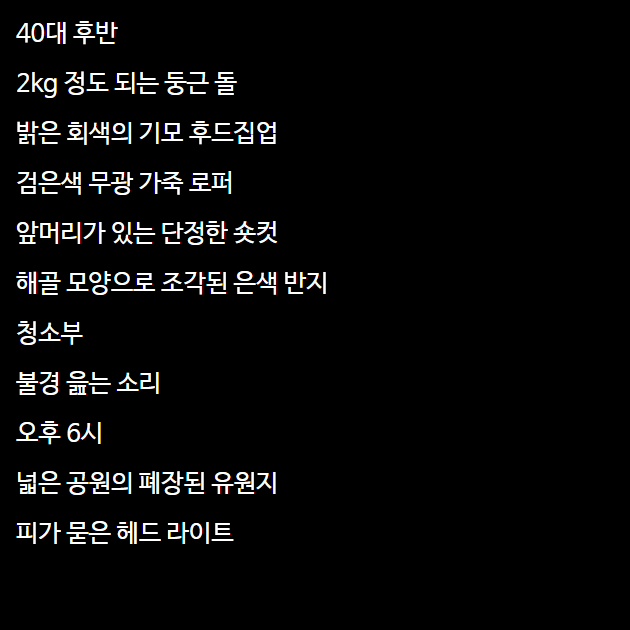 40대 후반
2kg 정도 되는 둥근 돌
밝은 회색의 기모 후드집업
검은색 무광 가죽 로퍼
앞머리가 있는 단정한 숏컷
해골 모양으로 조각된 은색 반지
청소부
불경 읊는 소리
오후 6시
넓은 공원의 폐장된 유원지
피가 묻은 헤드 라이트